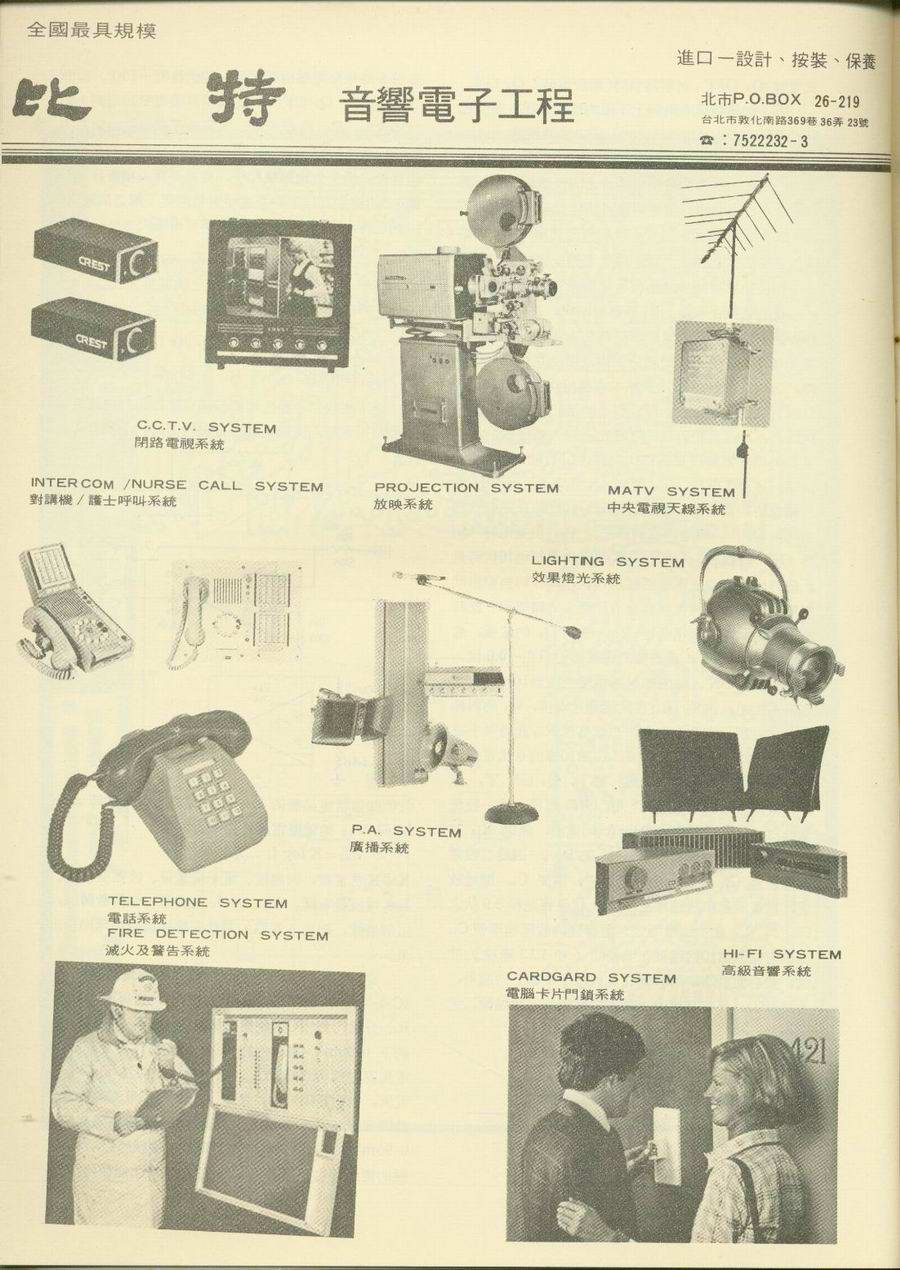 全國最具規模
進口一設計、按裝、保養
比特 音響電子工程
北市P.O.BOX 26-219
台北市敦化南路369巷36弄23號
☎：7522232-3
CREST
CREST
CREST
C.C.T.V. SYSTEM
閉路電視系統
INTERCOM /NURSE CALL SYSTEM
對講機／護士呼叫系統
PROJECTION SYSTEM
放映系統
MATV SYSTEM
中央電視天線系統
LIGHTING SYSTEM
效果燈光系統
P.A. SYSTEM
廣播系統
TELEPHONE SYSTEM
電話系統
FIRE DETECTION SYSTEM
滅火及警告系統
HI-FI SYSTEM
高級音響系統
CARDGARD SYSTEM
電腦卡片門鎖系統
421